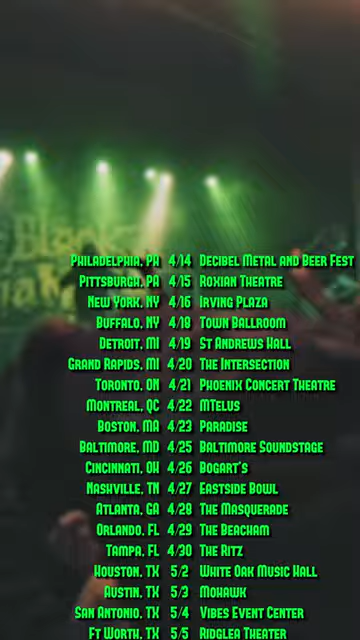 Black
Philadelphia, PA 4/14 Decibel Metal and Beer Fest
Pittsburgh, PA 4/15 Roxian Theatre
New York, NY 4/16 Irving Plaza
Buffalo, NY 4/18 Town Ballroom
Detroit, MI 4/19 St Andrews Hall
Grand Rapids, MI 4/20 The Intersection
Toronto, ON 4/21 Phoenix Concert Theatre
Montreal, QC 4/22 MTelus
Boston, MA 4/23 Paradise
Baltimore, MD 4/25 Baltimore Soundstage
Cincinnati, OH 4/26 Bogart's
Nashville, TN 4/27 Eastside Bowl
Atlanta, GA 4/28 The Masquerade
Orlando, FL 4/29 The Beacham
Tampa, FL 4/30 The Ritz
Houston, TX 5/2 White Oak Music Hall
Austin, TX 5/3 Mohawk
San Antonio, TX 5/4 Vibes Event Center
Ft Worth, TX 5/5 Ridglea Theater